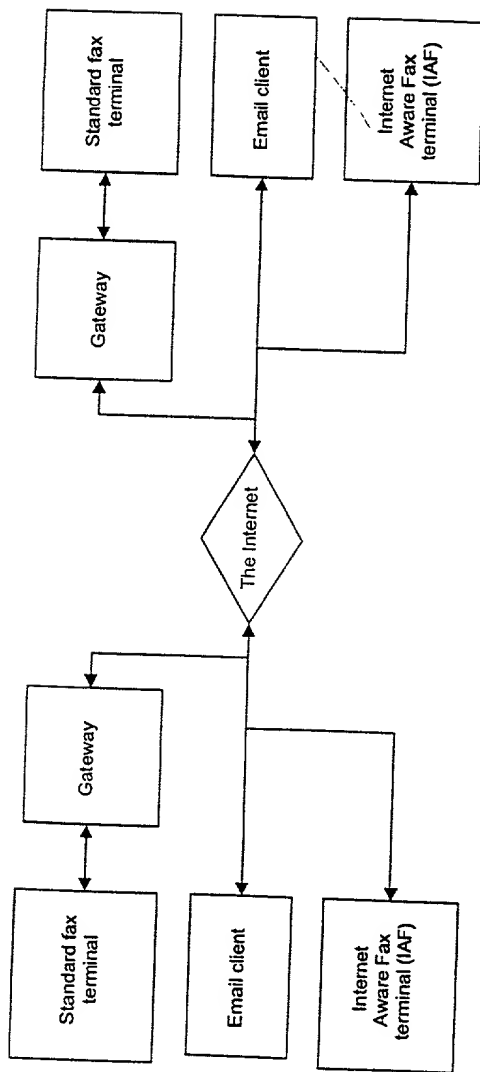 Standard fax
terminal
Gateway
Email client
Internet
Aware Fax
terminal (IAF)
The Internet
Gateway
Standard fax
terminal
Email client
Internet
Aware Fax
terminal (IAF)